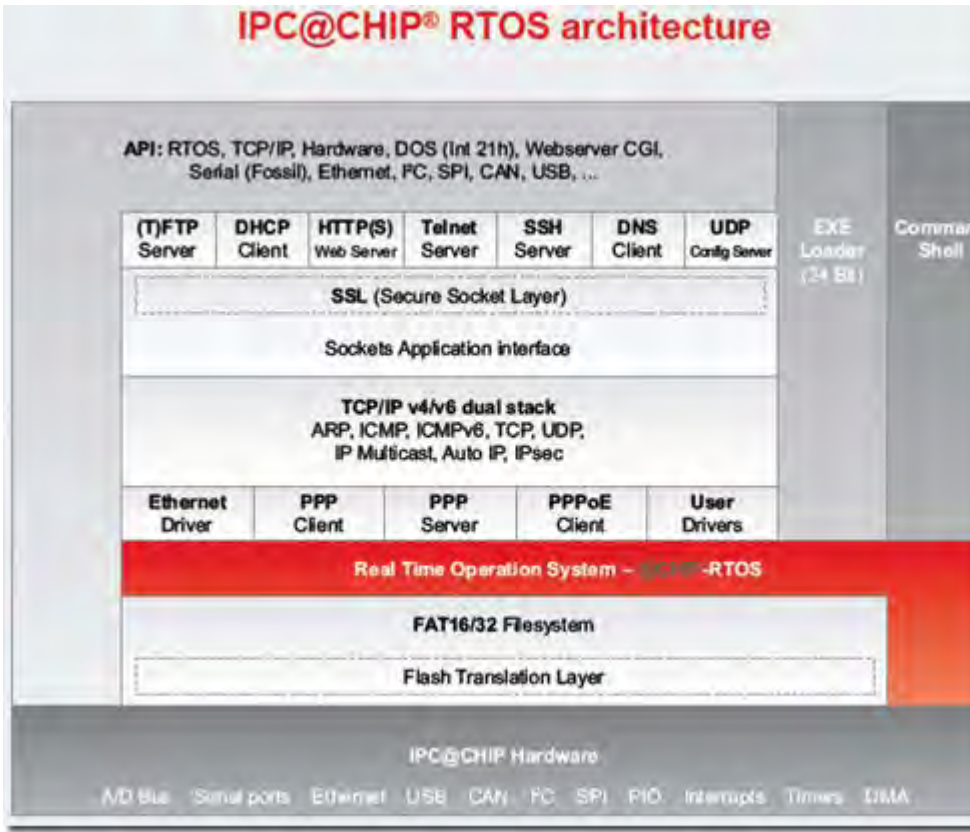 IPC@CHIP® RTOS architecture
API: RTOS, TCP/IP, Hardware, DOS (Int 21h), Webserver CGI,
Serial (Fossil), Ethernet, I²C, SPI, CAN, USB, ...
(T)FTP Server
DHCP Client
HTTP(S) Web Server
Telnet Server
SSH Server
DNS Client
UDP Config Server
EXE Loader (24 Bit)
Comman Shell
SSL (Secure Socket Layer)
Sockets Application interface
TCP/IP v4/v6 dual stack
ARP, ICMP, ICMPv6, TCP, UDP,
IP Multicast, Auto IP, IPsec
Ethernet Driver
PPP Client
PPP Server
PPPoE Client
User Drivers
Real Time Operation System – @CHIP-RTOS
FAT16/32 Filesystem
Flash Translation Layer
IPC@CHIP Hardware
A/D Bus Serial ports Ethernet USB CAN I²C SPI PIO Interrupts Timers DMA